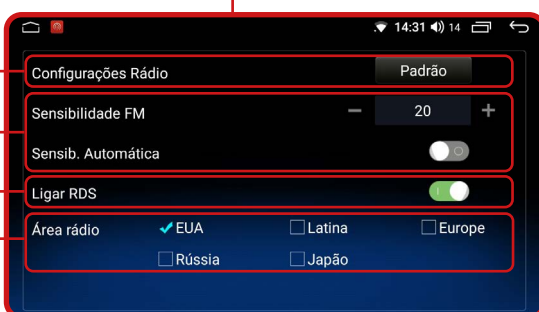 14:31 14
Configurações Rádio Padrão
Sensibilidade FM − 20 +
Sensib. Automática
Ligar RDS
Área rádio EUA Latina Europe
Rússia Japão